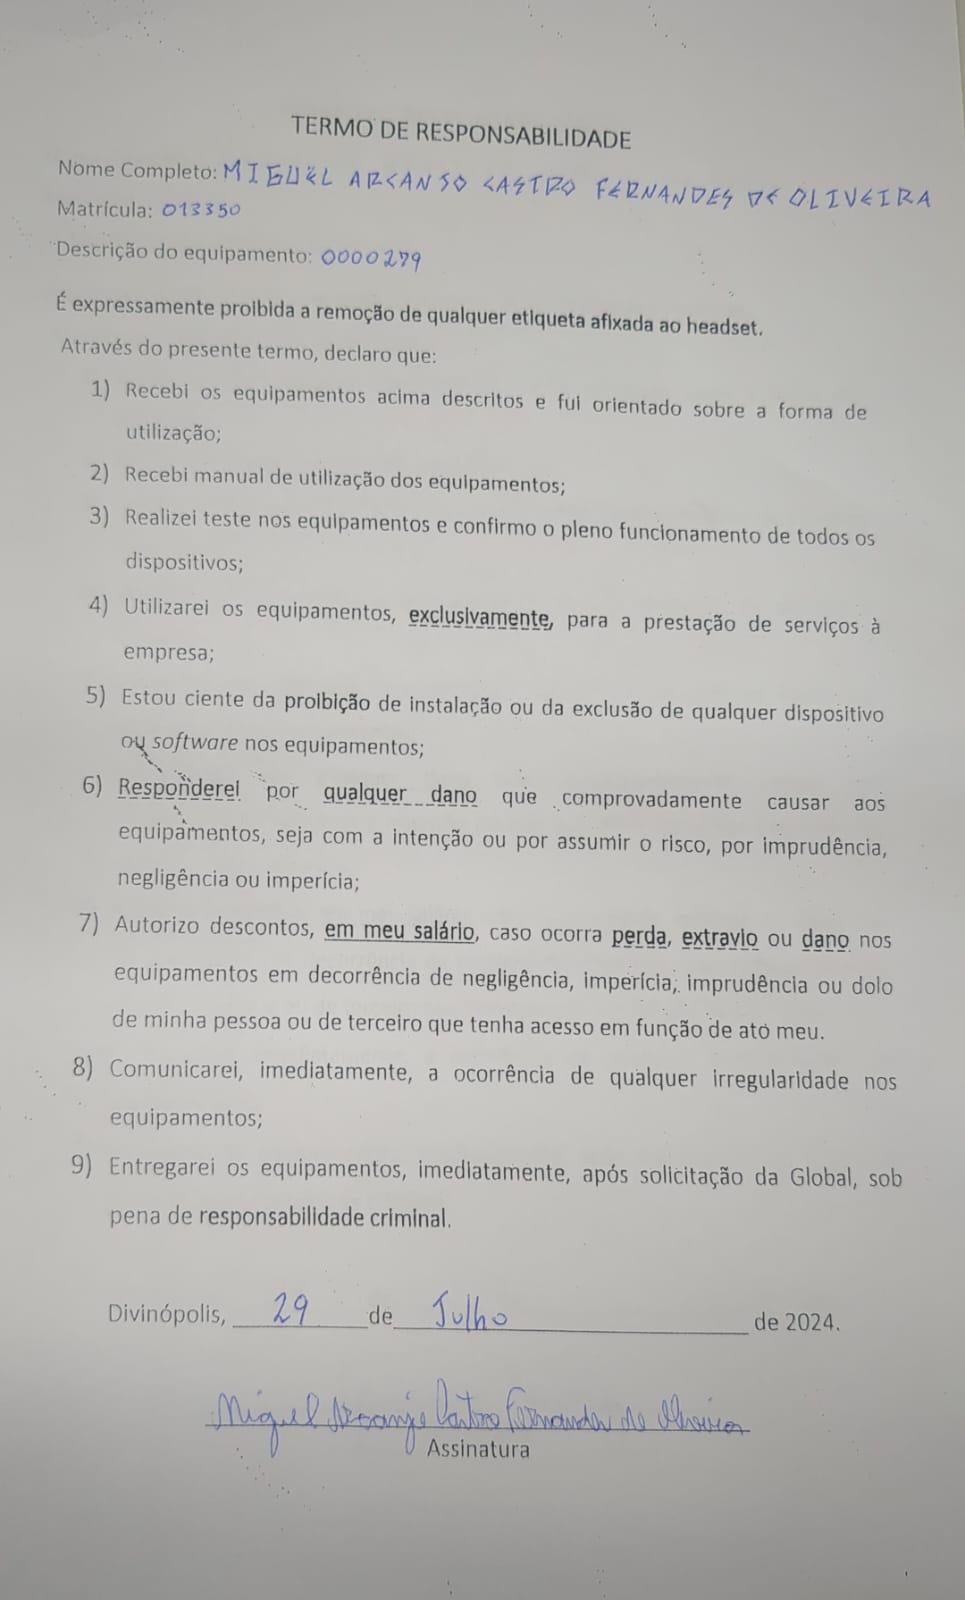 TERMO DE RESPONSABILIDADE
Nome Completo: MIGUEL ARCANSO CASTRO FERNANDES DE OLIVEIRA
Matrícula: 013350
Descrição do equipamento: 0000279
É expressamente proibida a remoção de qualquer etiqueta afixada ao headset.
Através do presente termo, declaro que:
1) Recebi os equipamentos acima descritos e fui orientado sobre a forma de
utilização;
2) Recebi manual de utilização dos equipamentos;
3) Realizei teste nos equipamentos e confirmo o pleno funcionamento de todos os
dispositivos;
4) Utilizarei os equipamentos, exclusivamente, para a prestação de serviços à
empresa;
5) Estou ciente da proibição de instalação ou da exclusão de qualquer dispositivo
ou software nos equipamentos;
6) Responderei por qualquer dano que comprovadamente causar aos
equipamentos, seja com a intenção ou por assumir o risco, por imprudência,
negligência ou imperícia;
7) Autorizo descontos, em meu salário, caso ocorra perda, extravio ou dano nos
equipamentos em decorrência de negligência, imperícia, imprudência ou dolo
de minha pessoa ou de terceiro que tenha acesso em função de ato meu.
8) Comunicarei, imediatamente, a ocorrência de qualquer irregularidade nos
equipamentos;
9) Entregarei os equipamentos, imediatamente, após solicitação da Global, sob
pena de responsabilidade criminal.
Divinópolis, 29 de Julho de 2024.
Miguel Arcanjo Castro Fernandes de Oliveira
Assinatura